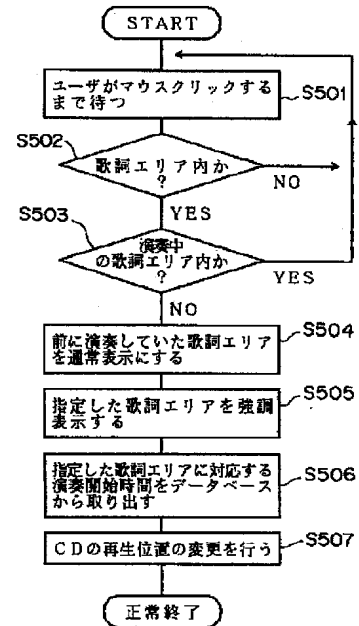 START
ユーザがマウスクリックする
まで待つ
S501
S502
歌詞エリア内か
?
NO
YES
S503
演奏中
の歌詞エリア内か
?
YES
NO
前に演奏していた歌詞エリア
を通常表示にする
S504
指定した歌詞エリアを強調
表示する
S505
指定した歌詞エリアに対応する
演奏開始時間をデータベース
から取り出す
S506
CDの再生位置の変更を行う
S507
正常終了